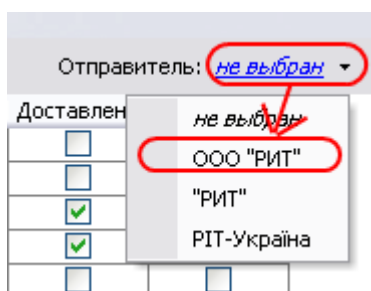 Отправитель: не выбран
Доставлен
не выбран
ООО "РИТ"
"РИТ"
РІТ-Україна